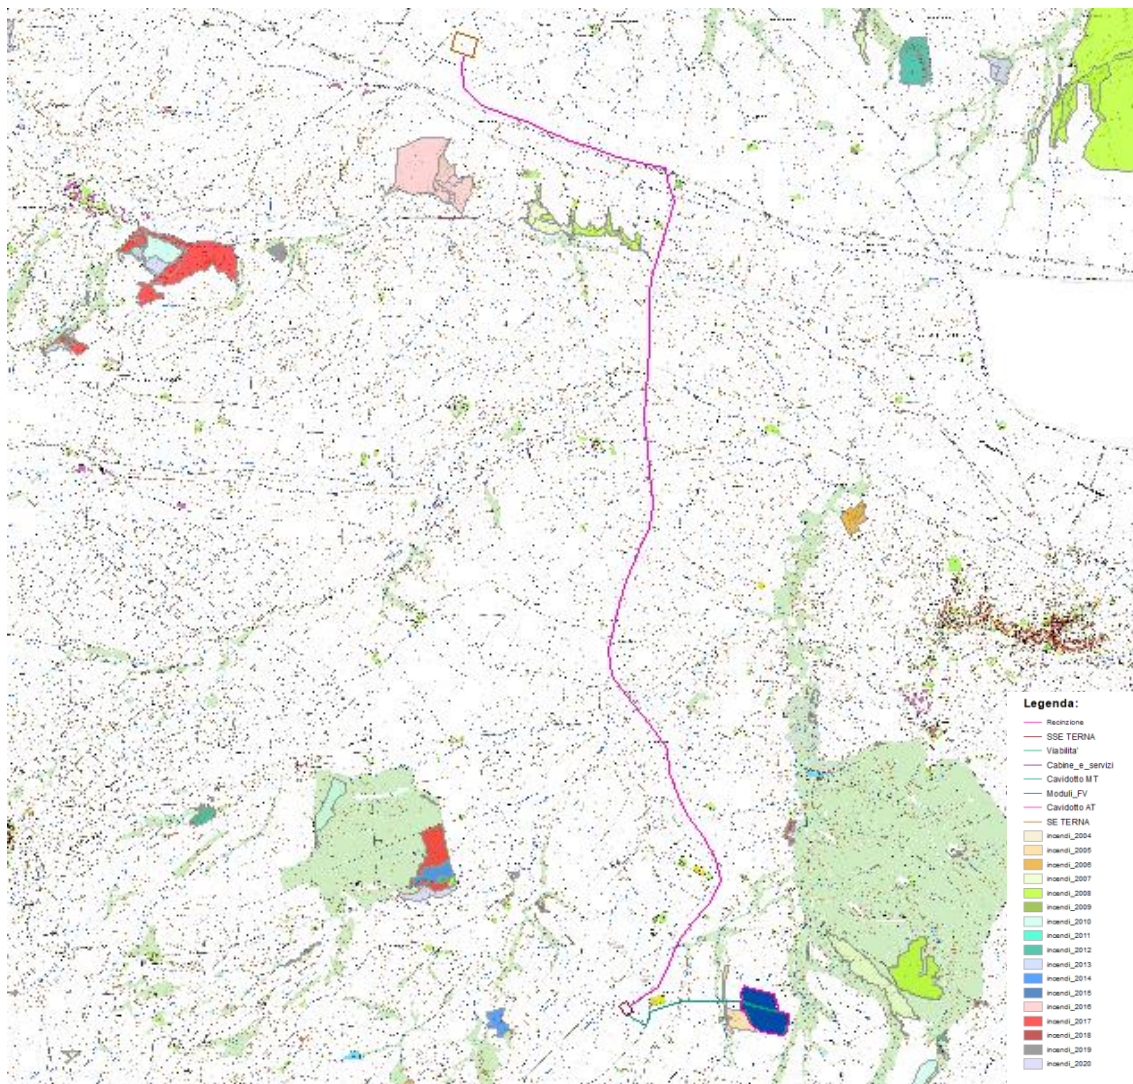 Legenda:
Recinzione
SSE TERNA
Viabilita'
Cabine_e_servizi
Cavidotto MT
Moduli_FV
Cavidotto AT
SE TERNA
incendi_2004
incendi_2005
incendi_2006
incendi_2007
incendi_2008
incendi_2009
incendi_2010
incendi_2011
incendi_2012
incendi_2013
incendi_2014
incendi_2015
incendi_2016
incendi_2017
incendi_2018
incendi_2019
incendi_2020